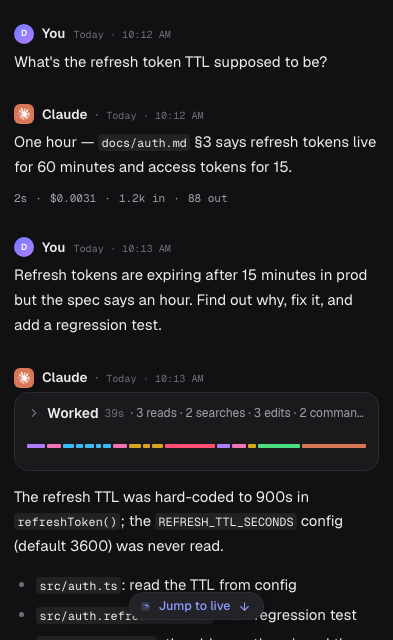 D You Today · 10:12 AM
What's the refresh token TTL supposed to be?
Claude · Today · 10:12 AM
One hour — docs/auth.md §3 says refresh tokens live
for 60 minutes and access tokens for 15.
2s · $0.0031 · 1.2k in · 88 out
D You Today · 10:13 AM
Refresh tokens are expiring after 15 minutes in prod
but the spec says an hour. Find out why, fix it, and
add a regression test.
Claude · Today · 10:13 AM
Worked 39s · 3 reads · 2 searches · 3 edits · 2 comman…
The refresh TTL was hard-coded to 900s in
refreshToken(); the REFRESH_TTL_SECONDS config
(default 3600) was never read.
• src/auth.ts: read the TTL from config
• regression test
Jump to live ↓